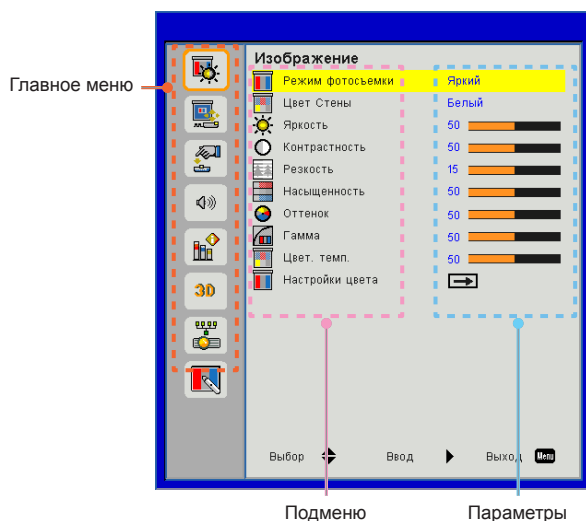 Изображение
Режим фотосъемки Яркий
Главное меню
Цвет Стены Белый
Яркость 50
Контрастность 50
Резкость 15
Насыщенность 50
Оттенок 50
Гамма 50
Цвет. темп. 50
3D Настройки цвета
Выбор Ввод Выход Menu
Подменю Параметры